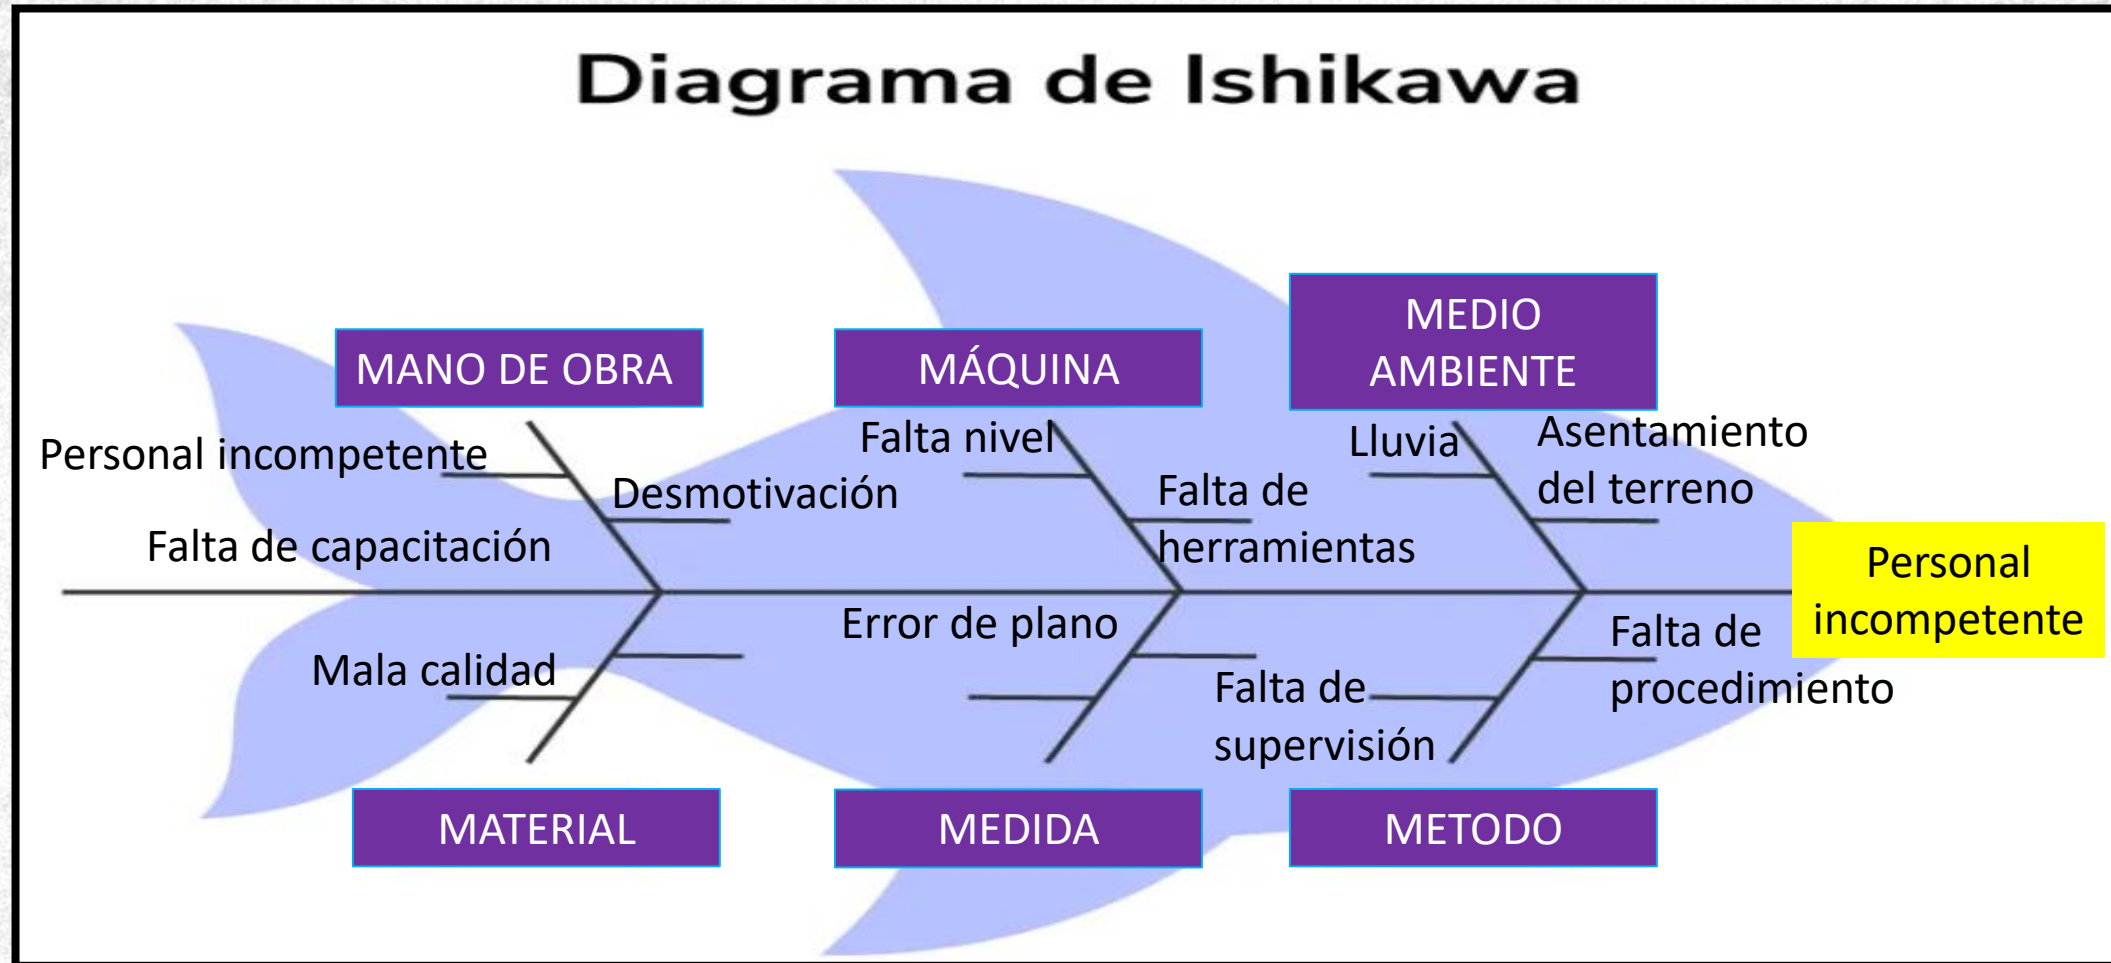 Diagrama de Ishikawa
MANO DE OBRA
MÁQUINA
MEDIO
AMBIENTE
Personal incompetente
Desmotivación
Falta de capacitación
Falta nivel
Falta de
herramientas
Lluvia
Asentamiento
del terreno
Personal
incompetente
Mala calidad
Error de plano
Falta de
supervisión
Falta de
procedimiento
MATERIAL
MEDIDA
METODO